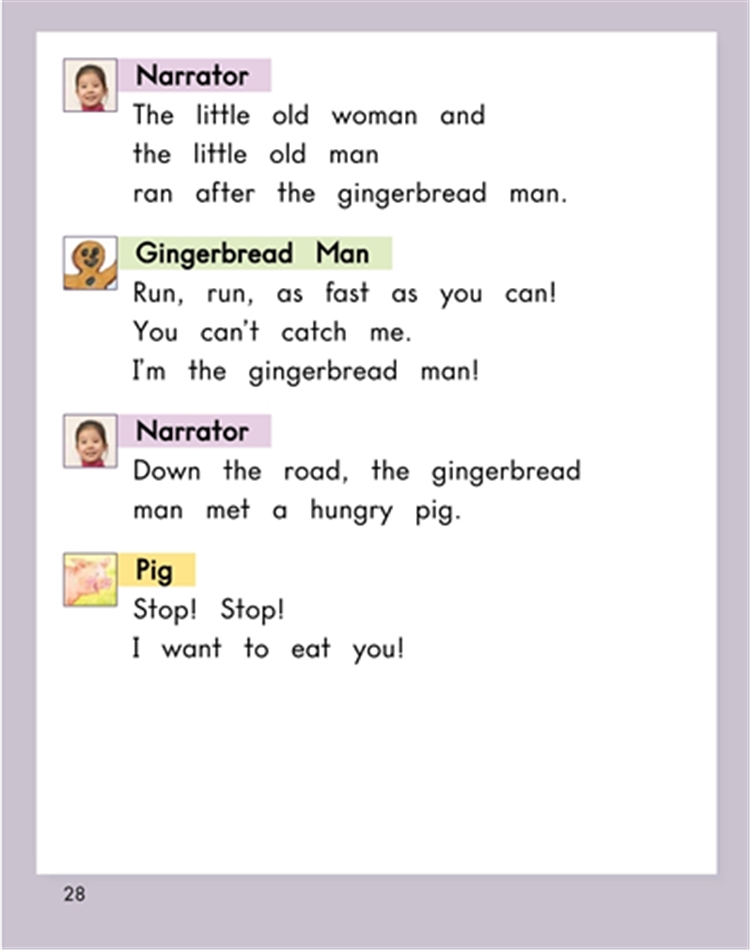 Narrator
The little old woman and
the little old man
ran after the gingerbread man.
Gingerbread Man
Run, run, as fast as you can!
You can't catch me.
I'm the gingerbread man!
Narrator
Down the road, the gingerbread
man met a hungry pig.
Pig
Stop! Stop!
I want to eat you!
28